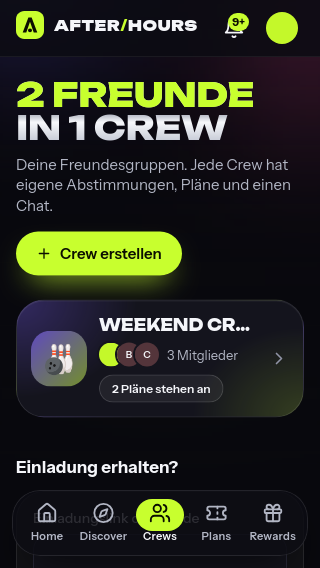 AFTER/HOURS
9+
2 FREUNDE
IN 1 CREW
Deine Freundesgruppen. Jede Crew hat
eigene Abstimmungen, Pläne und einen
Chat.
+ Crew erstellen
WEEKEND CR...
B C 3 Mitglieder
2 Pläne stehen an
Einladung erhalten?
Home Discover Crews Plans Rewards